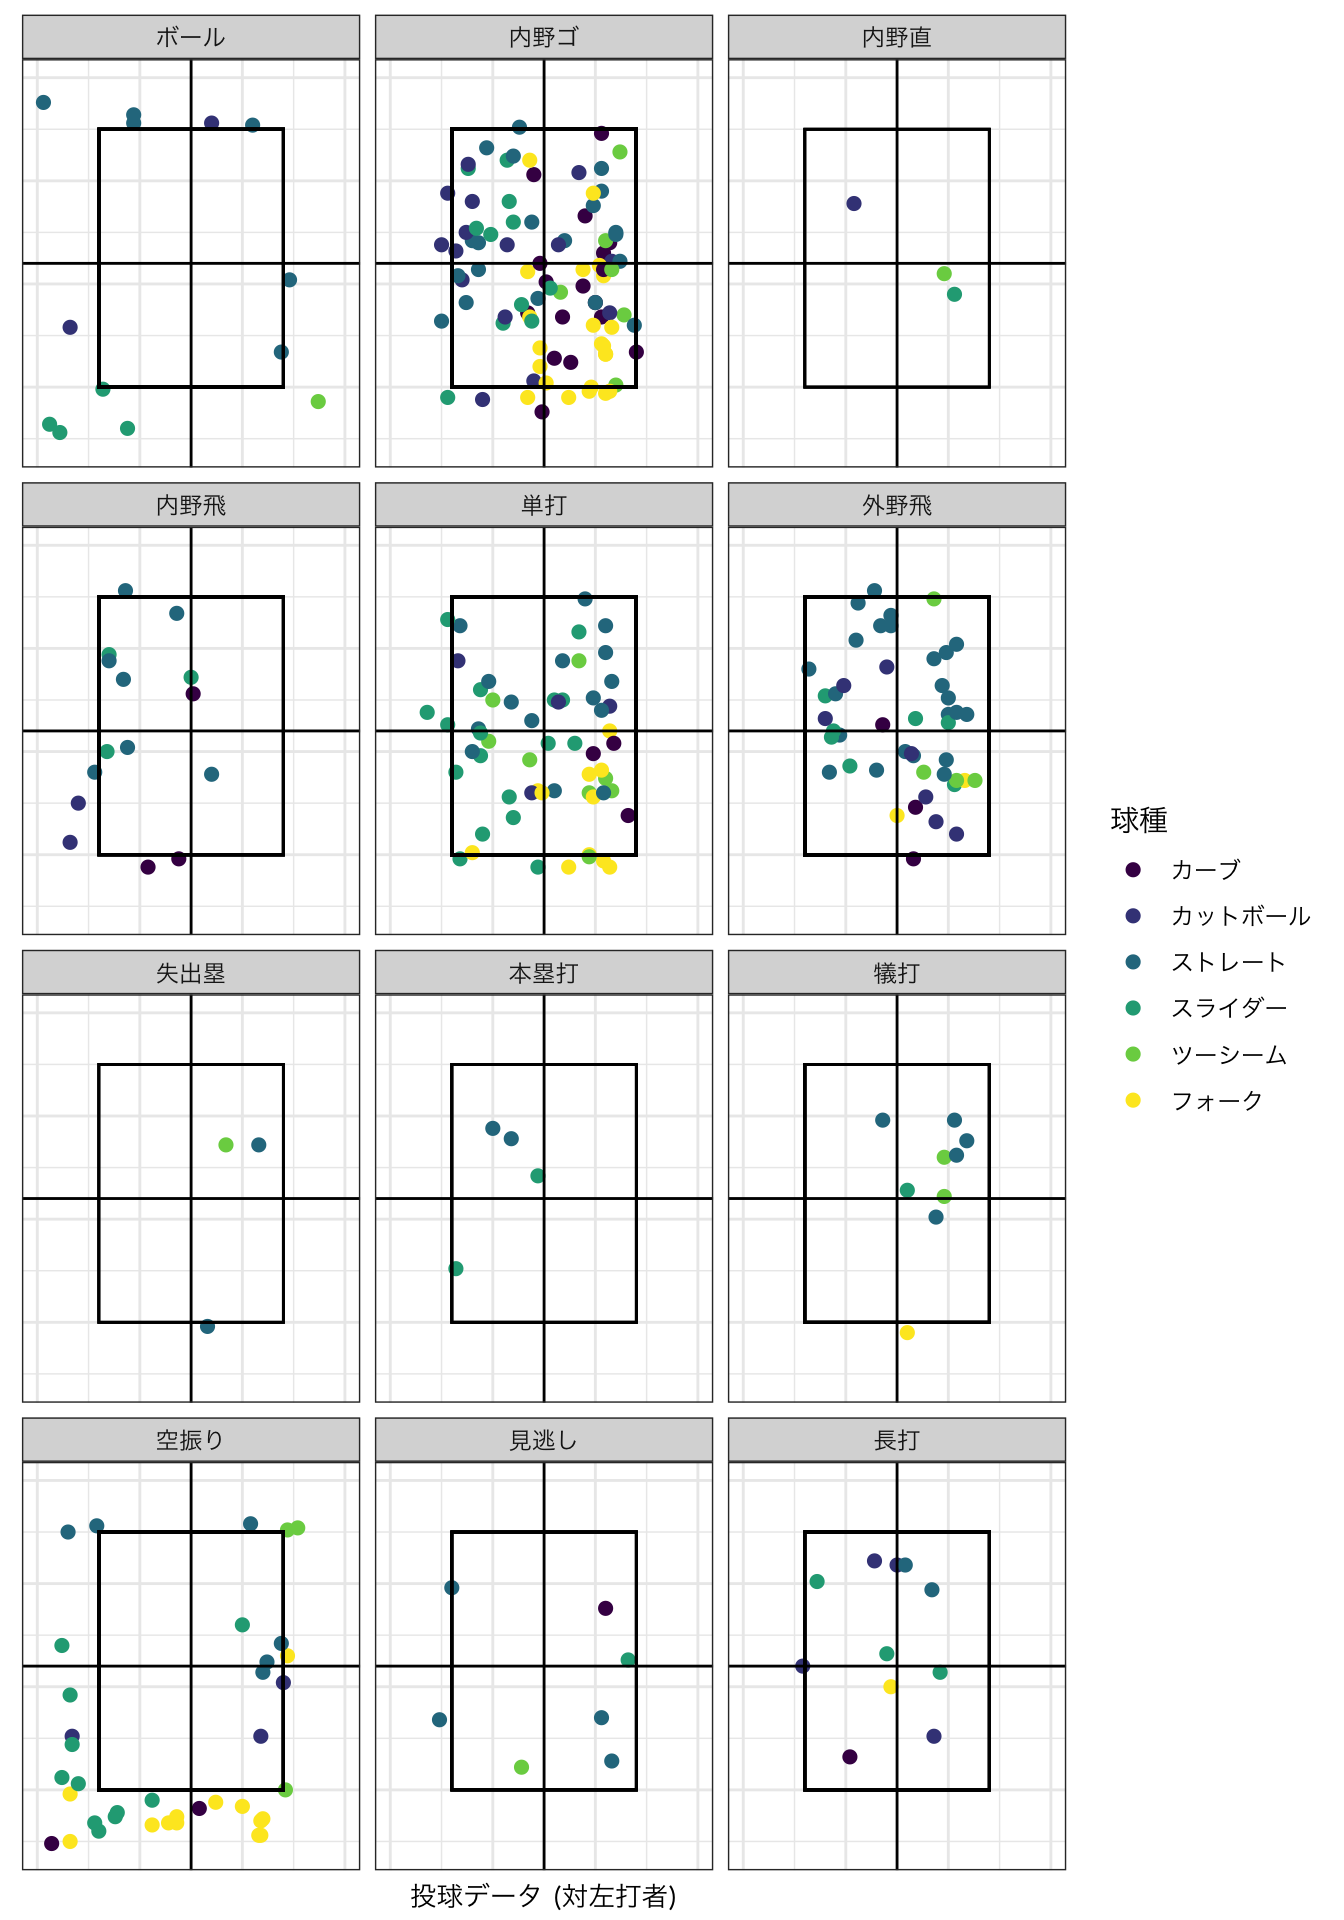 ボール
内野ゴ
内野直
内野飛
単打
外野飛
失出塁
本塁打
犠打
空振り
見逃し
長打
球種
カーブ
カットボール
ストレート
スライダー
ツーシーム
フォーク
投球データ (対左打者)